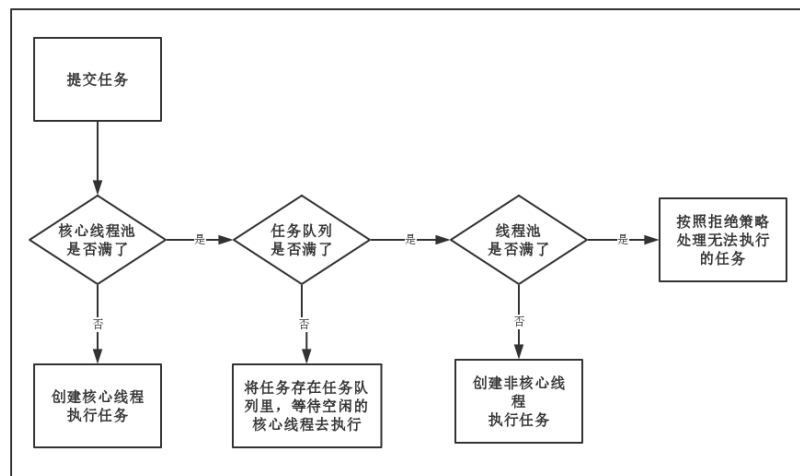 提交任务
核心线程池
是否满了
是
任务队列
是否满了
是
线程池
是否满了
是
按照拒绝策略
处理无法执行
的任务
否
否
否
创建核心线程
执行任务
将任务存在任务队
列里，等待空闲的
核心线程去执行
创建非核心线
程
执行任务